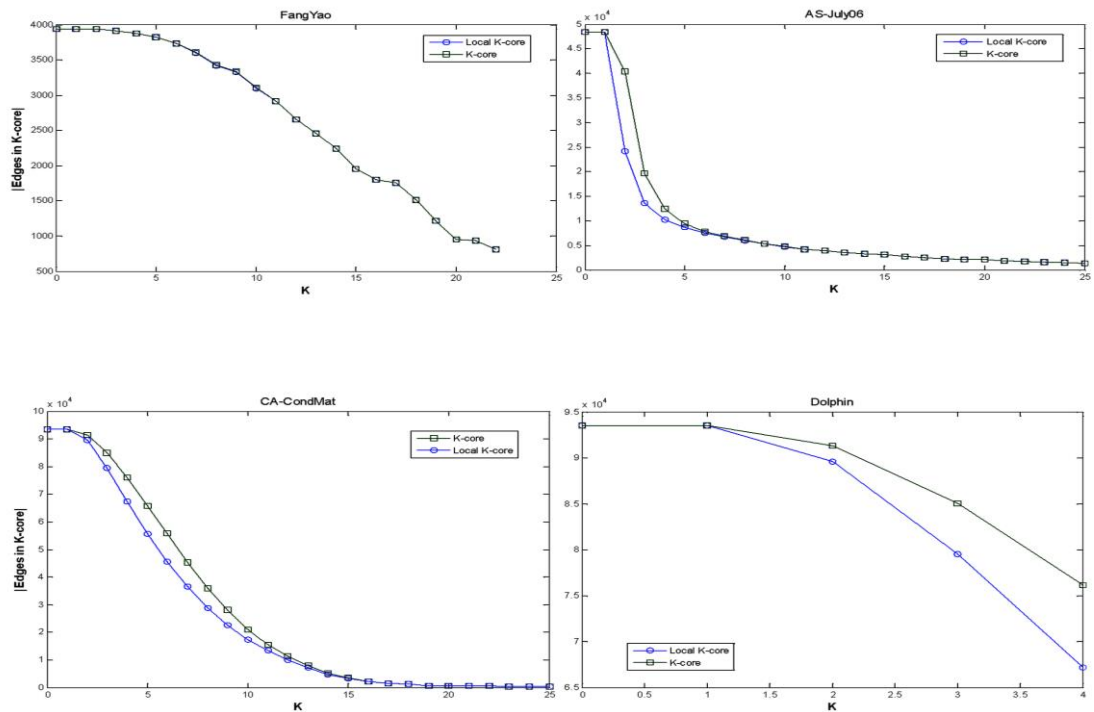 FangYao
4000
3500
3000
2500
2000
1500
1000
500
|Edges in K-core|
Local K-core
K-core
0 5 10 15 20 25
K
AS-July06
5 x 10^4
4.5
4
3.5
3
2.5
2
1.5
1
0.5
0
Local K-core
K-core
0 5 10 15 20 25
K
CA-CondMat
10 x 10^4
9
8
7
6
5
4
3
2
1
0
|Edges in K-core|
K-core
Local K-core
0 5 10 15 20 25
K
Dolphin
9.5 x 10^4
9
8.5
8
7.5
7
6.5
Local K-core
K-core
0 0.5 1 1.5 2 2.5 3 3.5 4
K